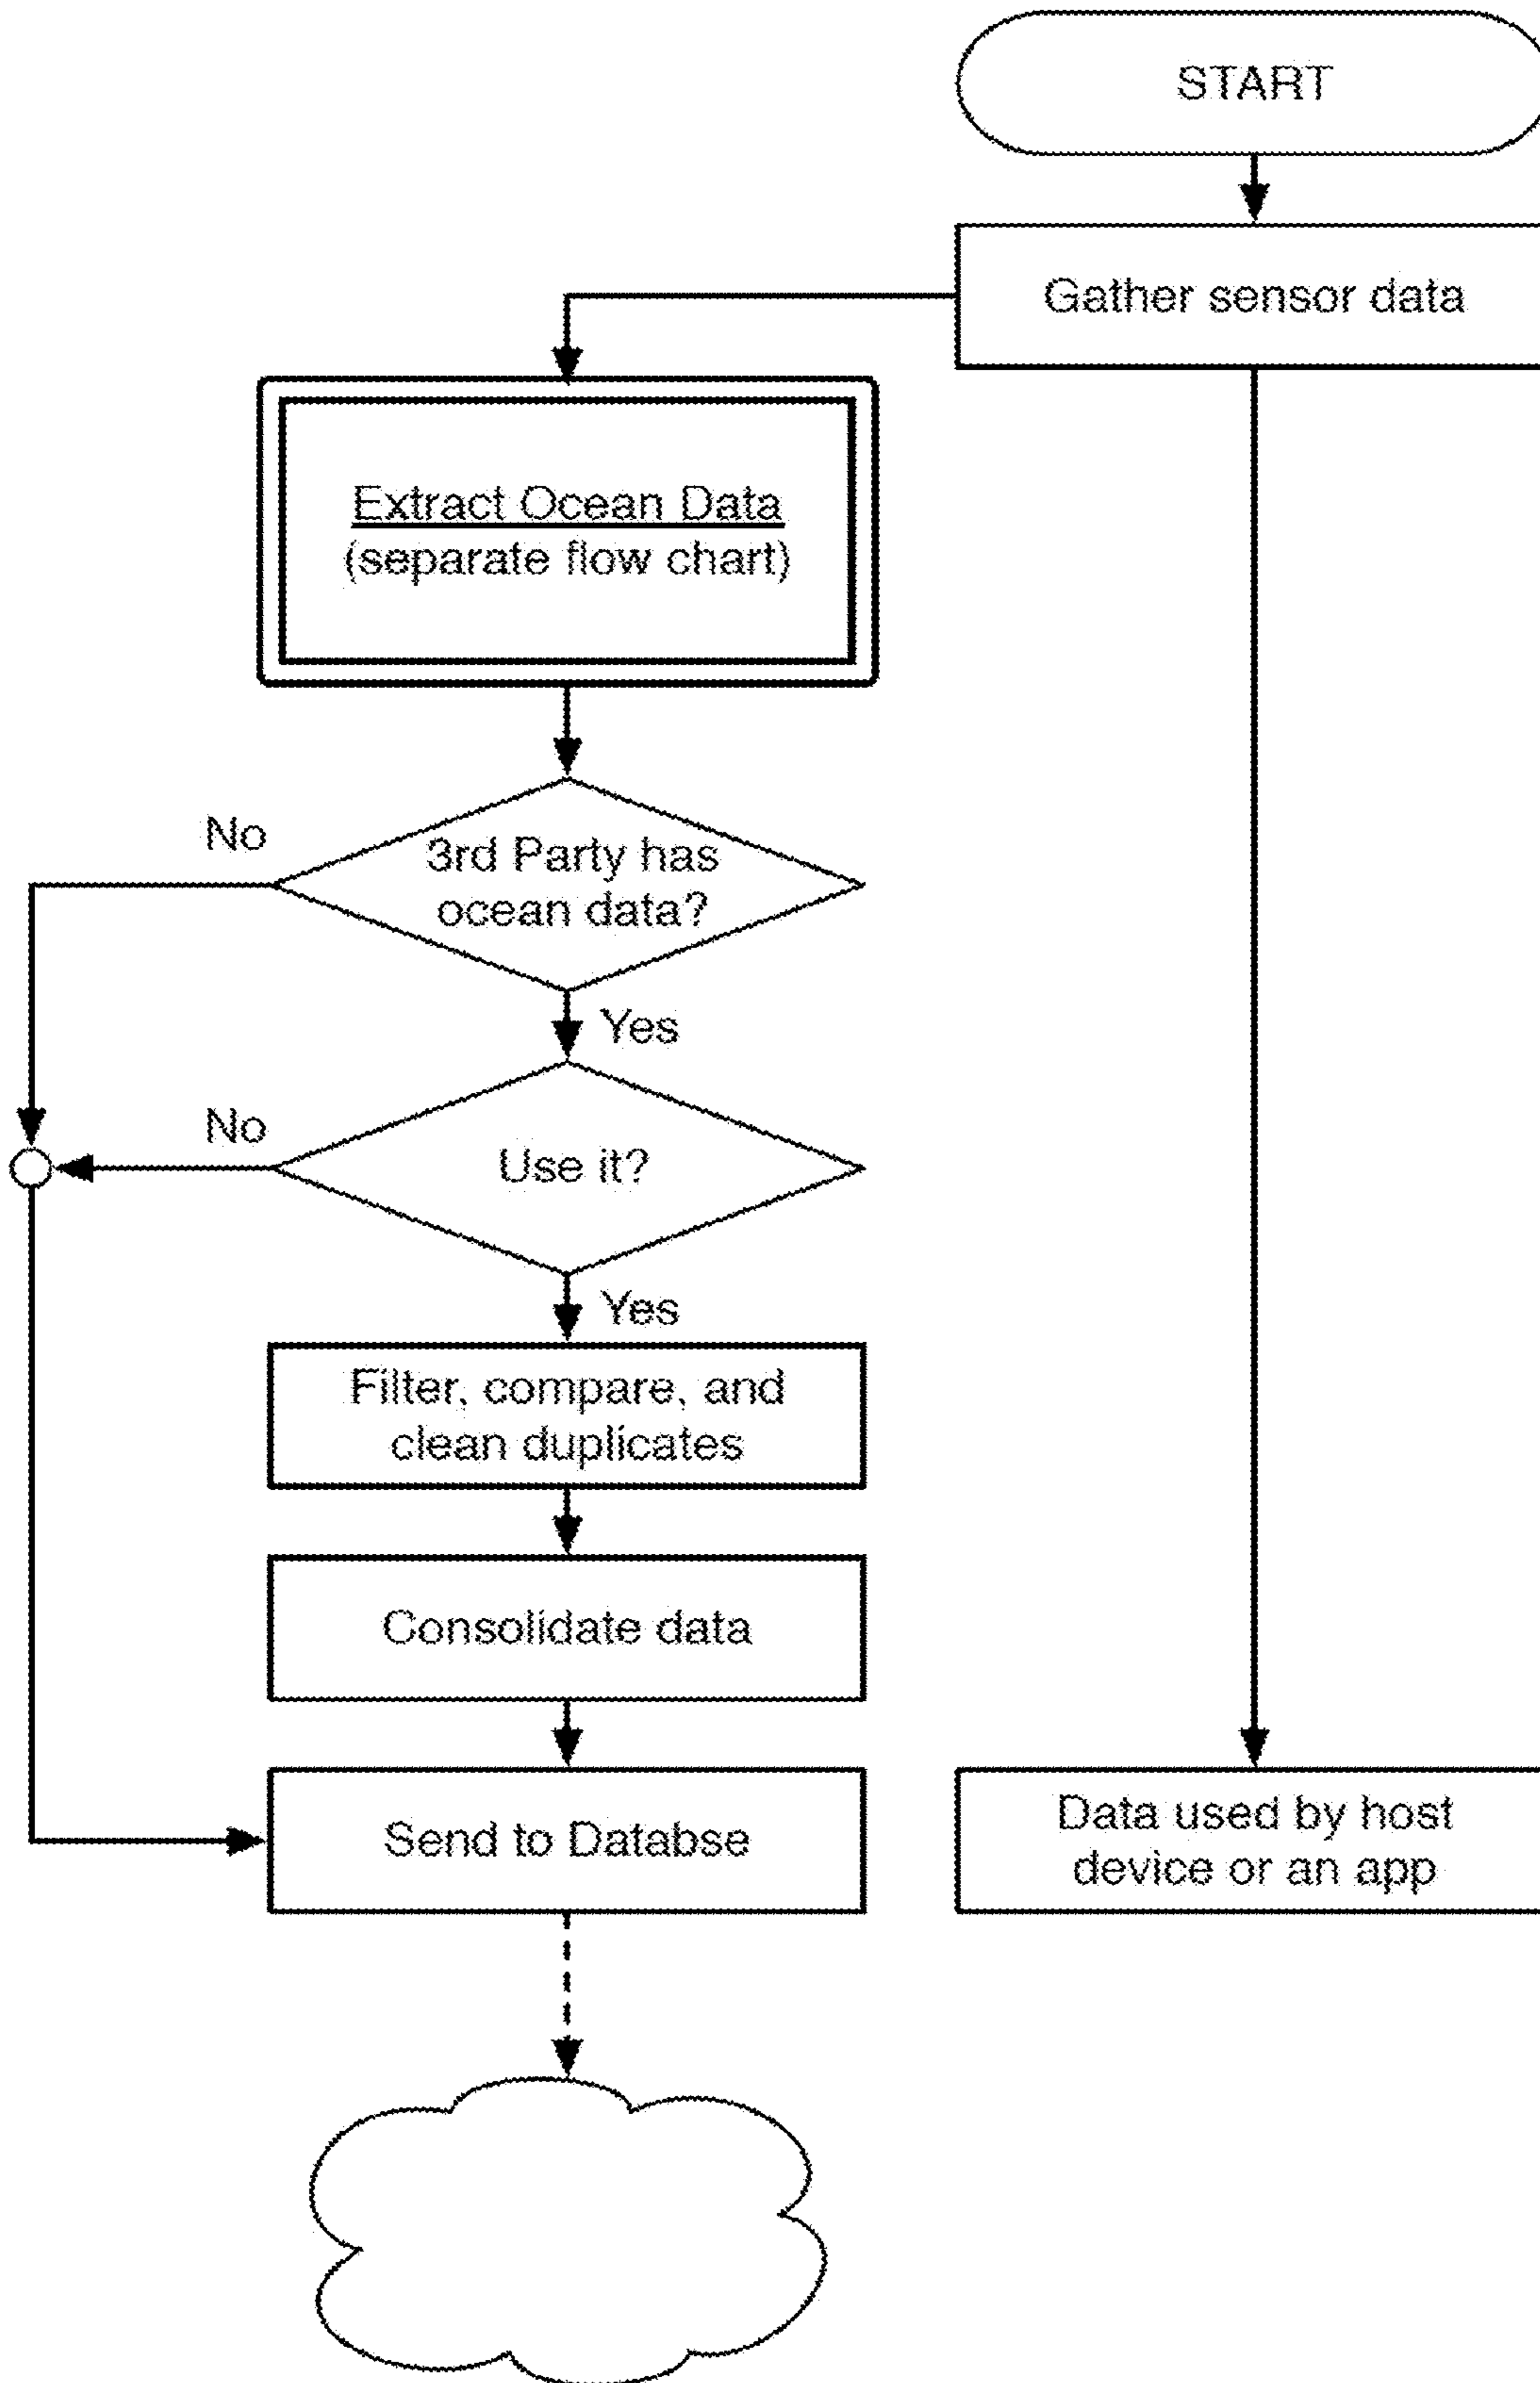 START
Gather sensor data
Extract Ocean Data
(separate flow chart)
No
3rd Party has
ocean data?
Yes
No
Use it?
Yes
Filter, compare, and
clean duplicates
Consolidate data
Send to Databse
Data used by host
device or an app